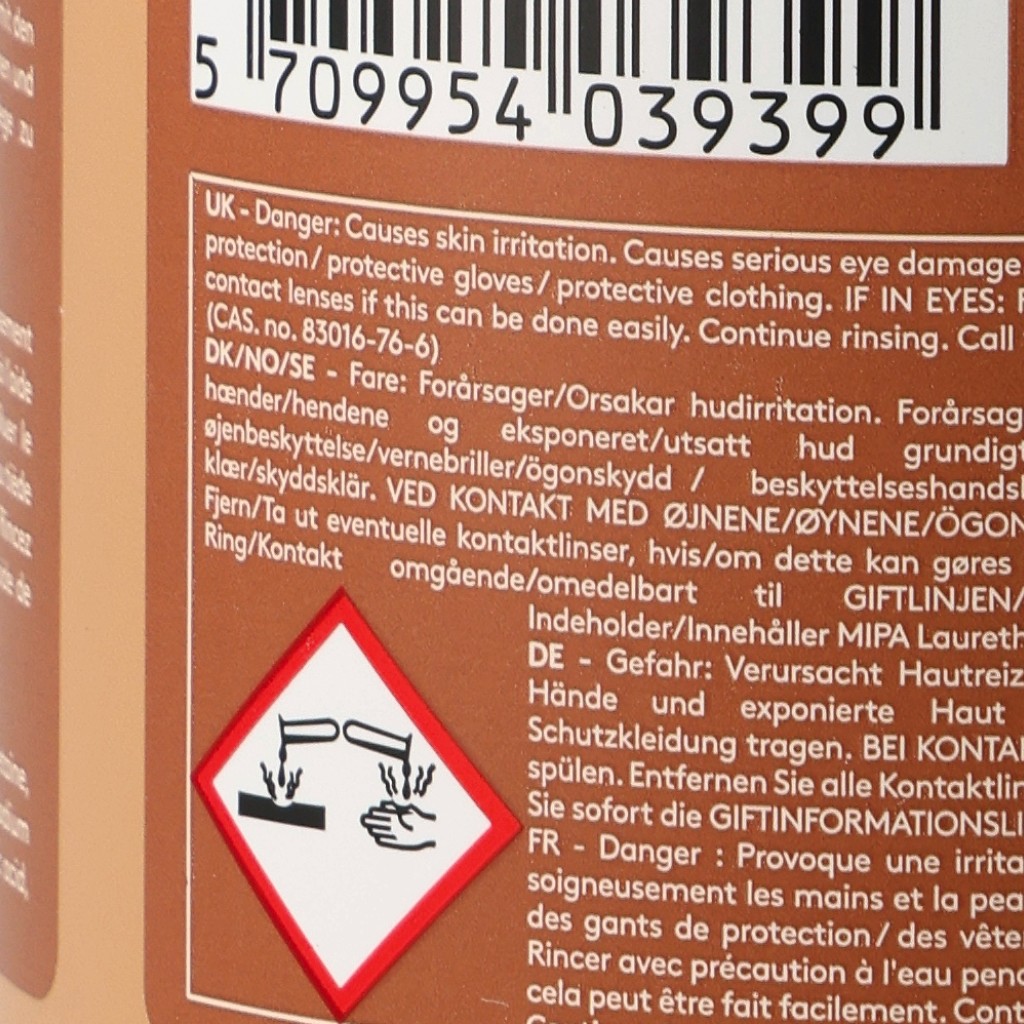 5 709954 039399
UK - Danger: Causes skin irritation. Causes serious eye damage
protection/ protective gloves/ protective clothing. IF IN EYES:
contact lenses if this can be done easily. Continue rinsing. Call
(CAS. no. 83016-76-6)
DK/NO/SE - Fare: Forårsager/Orsakar hudirritation. Forårsag
hænder/hendene og eksponeret/utsatt hud grundigt
øjenbeskyttelse/vernebriller/ögonskydd / beskyttelseshandsk
klær/skyddsklär. VED KONTAKT MED ØJNENE/ØYNENE/ÖGON
Fjern/Ta ut eventuelle kontaktlinser, hvis/om dette kan gøres
Ring/Kontakt omgående/omedelbart til GIFTLINJEN/
Indeholder/Innehåller MIPA Laureth
DE - Gefahr: Verursacht Hautreiz
Hände und exponierte Haut
Schutzkleidung tragen. BEI KONTA
spülen. Entfernen Sie alle Kontaktlin
Sie sofort die GIFTINFORMATIONSL
FR - Danger : Provoque une irrita
soigneusement les mains et la pea
des gants de protection/ des vête
Rincer avec précaution à l'eau pend
cela peut être fait facilement. Cont